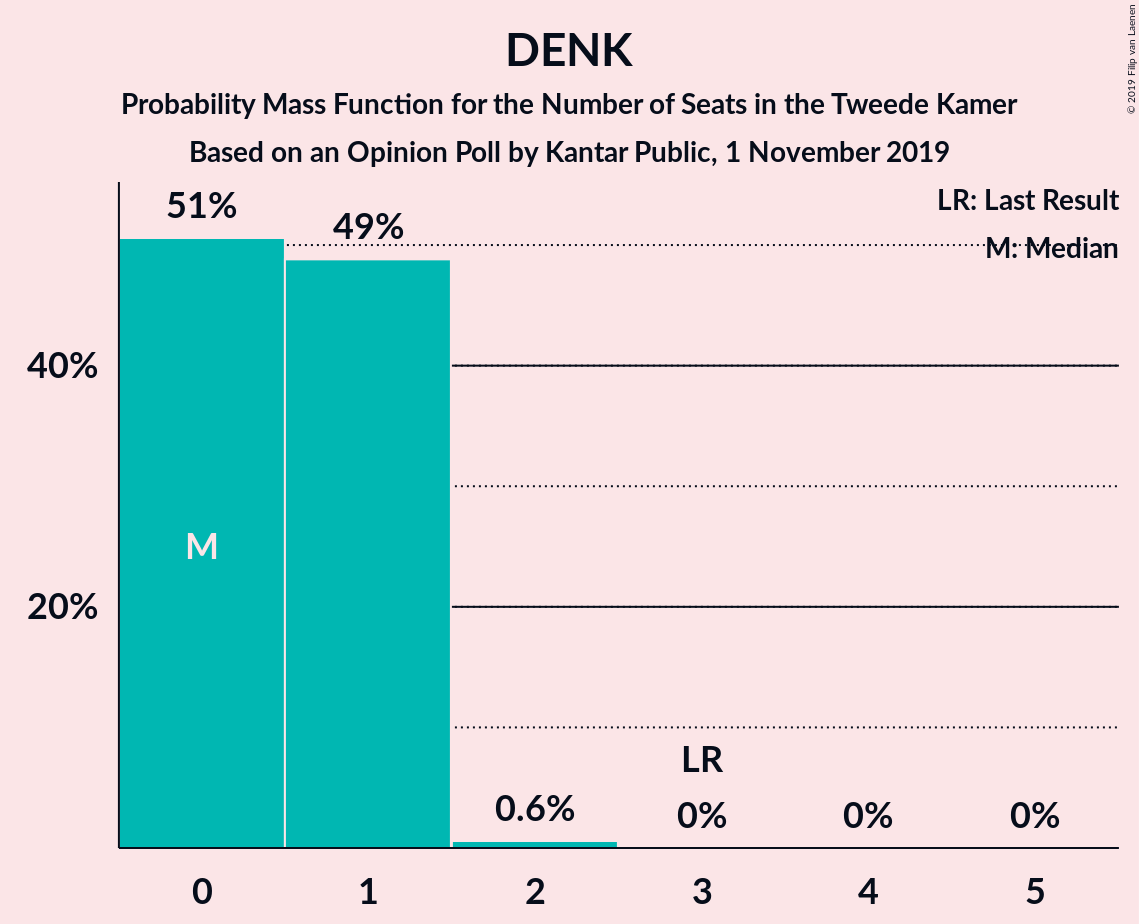 DENK
Probability Mass Function for the Number of Seats in the Tweede Kamer
Based on an Opinion Poll by Kantar Public, 1 November 2019
© 2019 Filip van Laenen
LR: Last Result
M: Median
51%
49%
40%
20%
M
LR
0.6%
0%
0%
0%
0 1 2 3 4 5